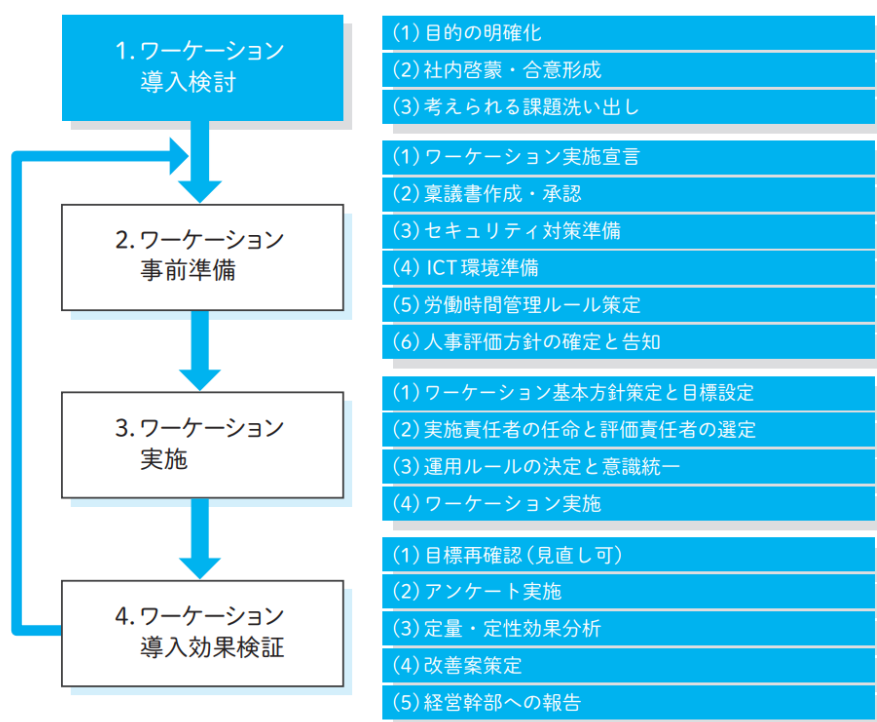 1.ワーケーション
導入検討
(1)目的の明確化
(2)社内啓蒙・合意形成
(3)考えられる課題洗い出し
2.ワーケーション
事前準備
(1)ワーケーション実施宣言
(2)稟議書作成・承認
(3)セキュリティ対策準備
(4)ICT環境準備
(5)労働時間管理ルール策定
(6)人事評価方針の確定と告知
3.ワーケーション
実施
(1)ワーケーション基本方針策定と目標設定
(2)実施責任者の任命と評価責任者の選定
(3)運用ルールの決定と意識統一
(4)ワーケーション実施
4.ワーケーション
導入効果検証
(1)目標再確認(見直し可)
(2)アンケート実施
(3)定量・定性効果分析
(4)改善案策定
(5)経営幹部への報告